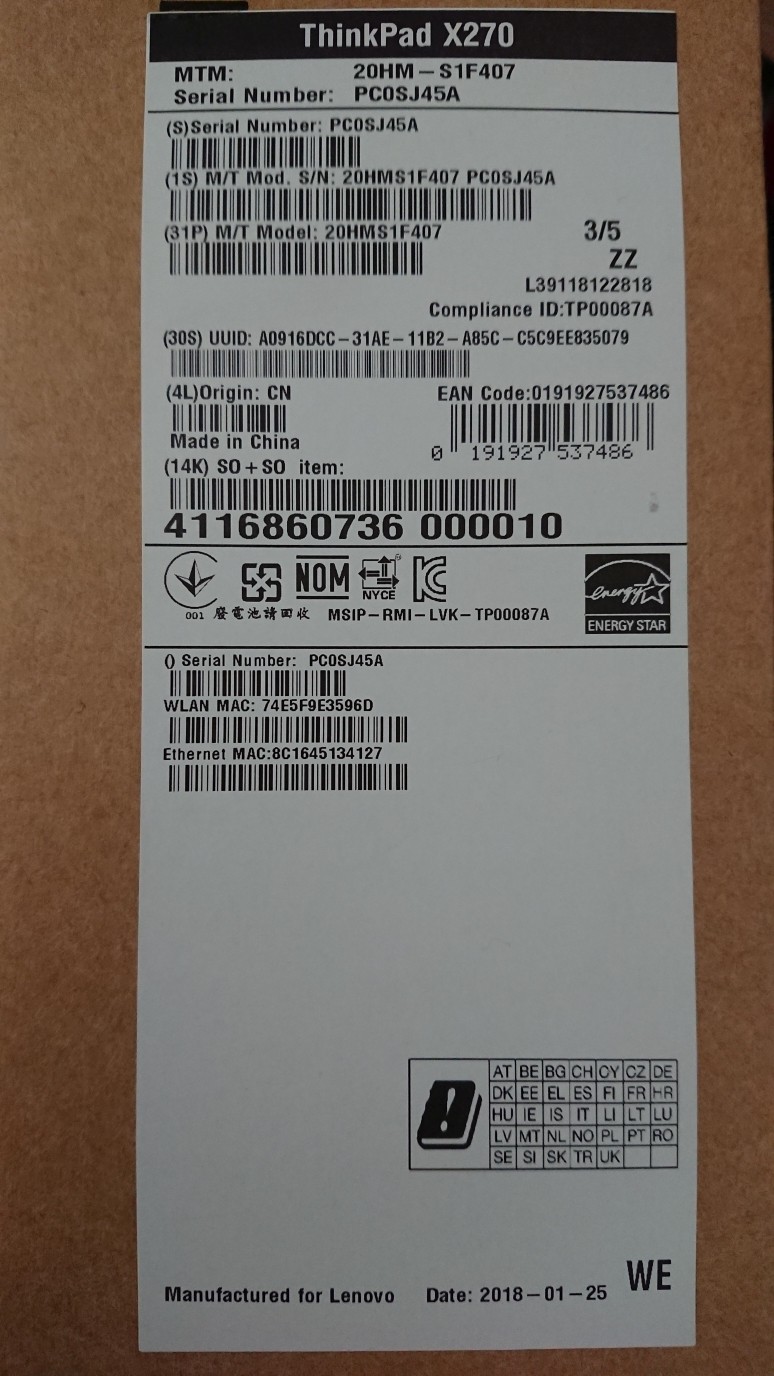 ThinkPad X270
MTM: 20HM-S1F407
Serial Number: PC0SJ45A
(S)Serial Number: PC0SJ45A
(1S) M/T Mod. S/N: 20HMS1F407 PC0SJ45A
(31P) M/T Model: 20HMS1F407
3/5
ZZ
L39118122818
Compliance ID:TP00087A
(30S) UUID: A0916DCC-31AE-11B2-A85C-C5C9EE835079
(4L)Origin: CN
EAN Code:0191927537486
Made in China
0 191927 537486
(14K) SO+SO item:
4116860736 000010
NOM
NYCE
energy
ENERGY STAR
001 廢電池請回收 MSIP-RMI-LVK-TP00087A
() Serial Number: PC0SJ45A
WLAN MAC: 74E5F9E3596D
Ethernet MAC:8C1645134127
AT BE BG CH CY CZ DE
DK EE EL ES FI FR HR
HU IE IS IT LI LT LU
LV MT NL NO PL PT RO
SE SI SK TR UK
WE
Manufactured for Lenovo Date: 2018-01-25